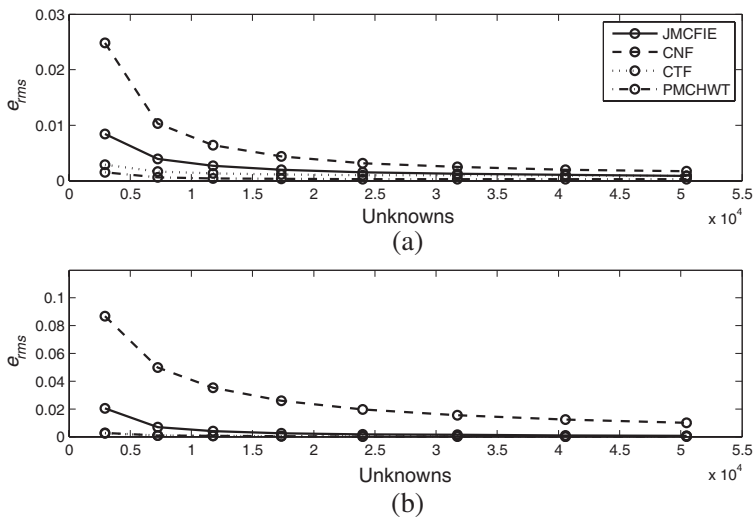 0.03
0.02
0.01
0
e_rms
JMCFIE
CNF
CTF
PMCHWT
0 0.5 1 1.5 2 2.5 3 3.5 4 4.5 5 5.5
Unknowns
x 10^4
(a)
0.1
0.08
0.06
0.04
0.02
0
e_rms
0 0.5 1 1.5 2 2.5 3 3.5 4 4.5 5 5.5
Unknowns
x 10^4
(b)